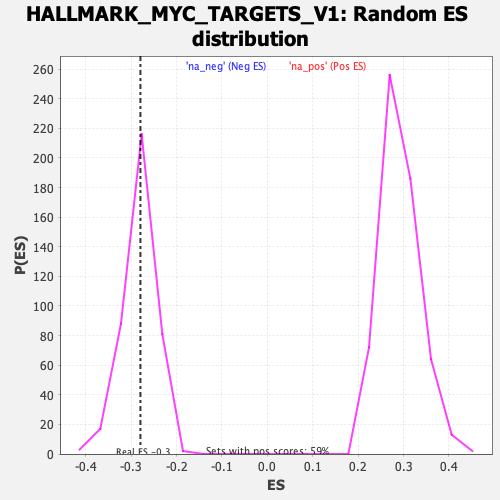 HALLMARK_MYC_TARGETS_V1: Random ES
distribution
'na_neg' (Neg ES) 'na_pos' (Pos ES)
260
240
220
200
180
160
140
120
100
80
60
40
20
0
P(ES)
Real ES -0.3
Sets with pos scores: 59%
-0.4 -0.3 -0.2 -0.1 0.0 0.1 0.2 0.3 0.4
ES